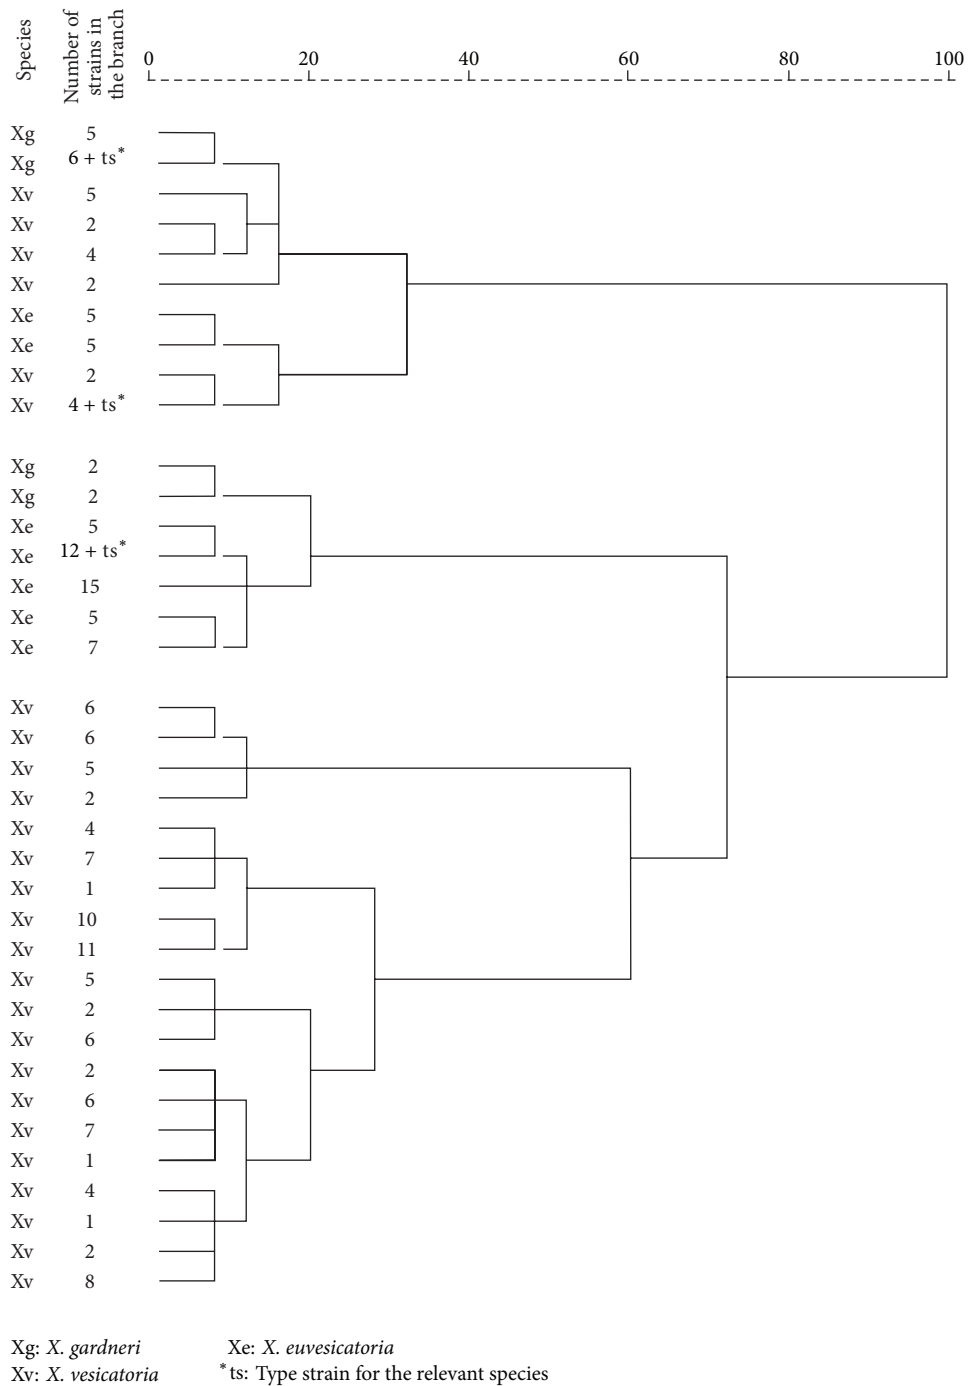 Species
Number of
strains in
the branch
0 20 40 60 80 100
Xg 5
Xg 6 + ts*
Xv 5
Xv 2
Xv 4
Xv 2
Xe 5
Xe 5
Xv 2
Xv 4 + ts*
Xg 2
Xg 2
Xe 5
Xe 12 + ts*
Xe 15
Xe 5
Xe 7
Xv 6
Xv 6
Xv 5
Xv 2
Xv 4
Xv 7
Xv 1
Xv 10
Xv 11
Xv 5
Xv 2
Xv 6
Xv 2
Xv 6
Xv 7
Xv 1
Xv 4
Xv 1
Xv 2
Xv 8
Xg: X. gardneri Xe: X. euvesicatoria
Xv: X. vesicatoria *ts: Type strain for the relevant species